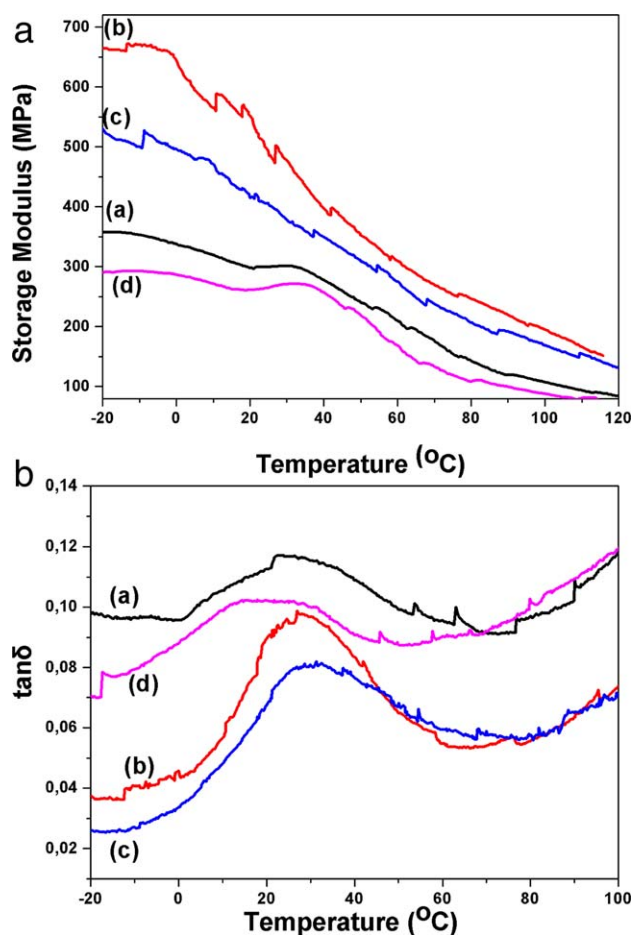 a
700
600
500
400
300
200
100
Storage Modulus (MPa)
(b)
(c)
(a)
(d)
-20 0 20 40 60 80 100 120
Temperature (°C)
b
0,14
0,12
0,10
0,08
0,06
0,04
0,02
tanδ
(a)
(d)
(b)
(c)
-20 0 20 40 60 80 100
Temperature (°C)